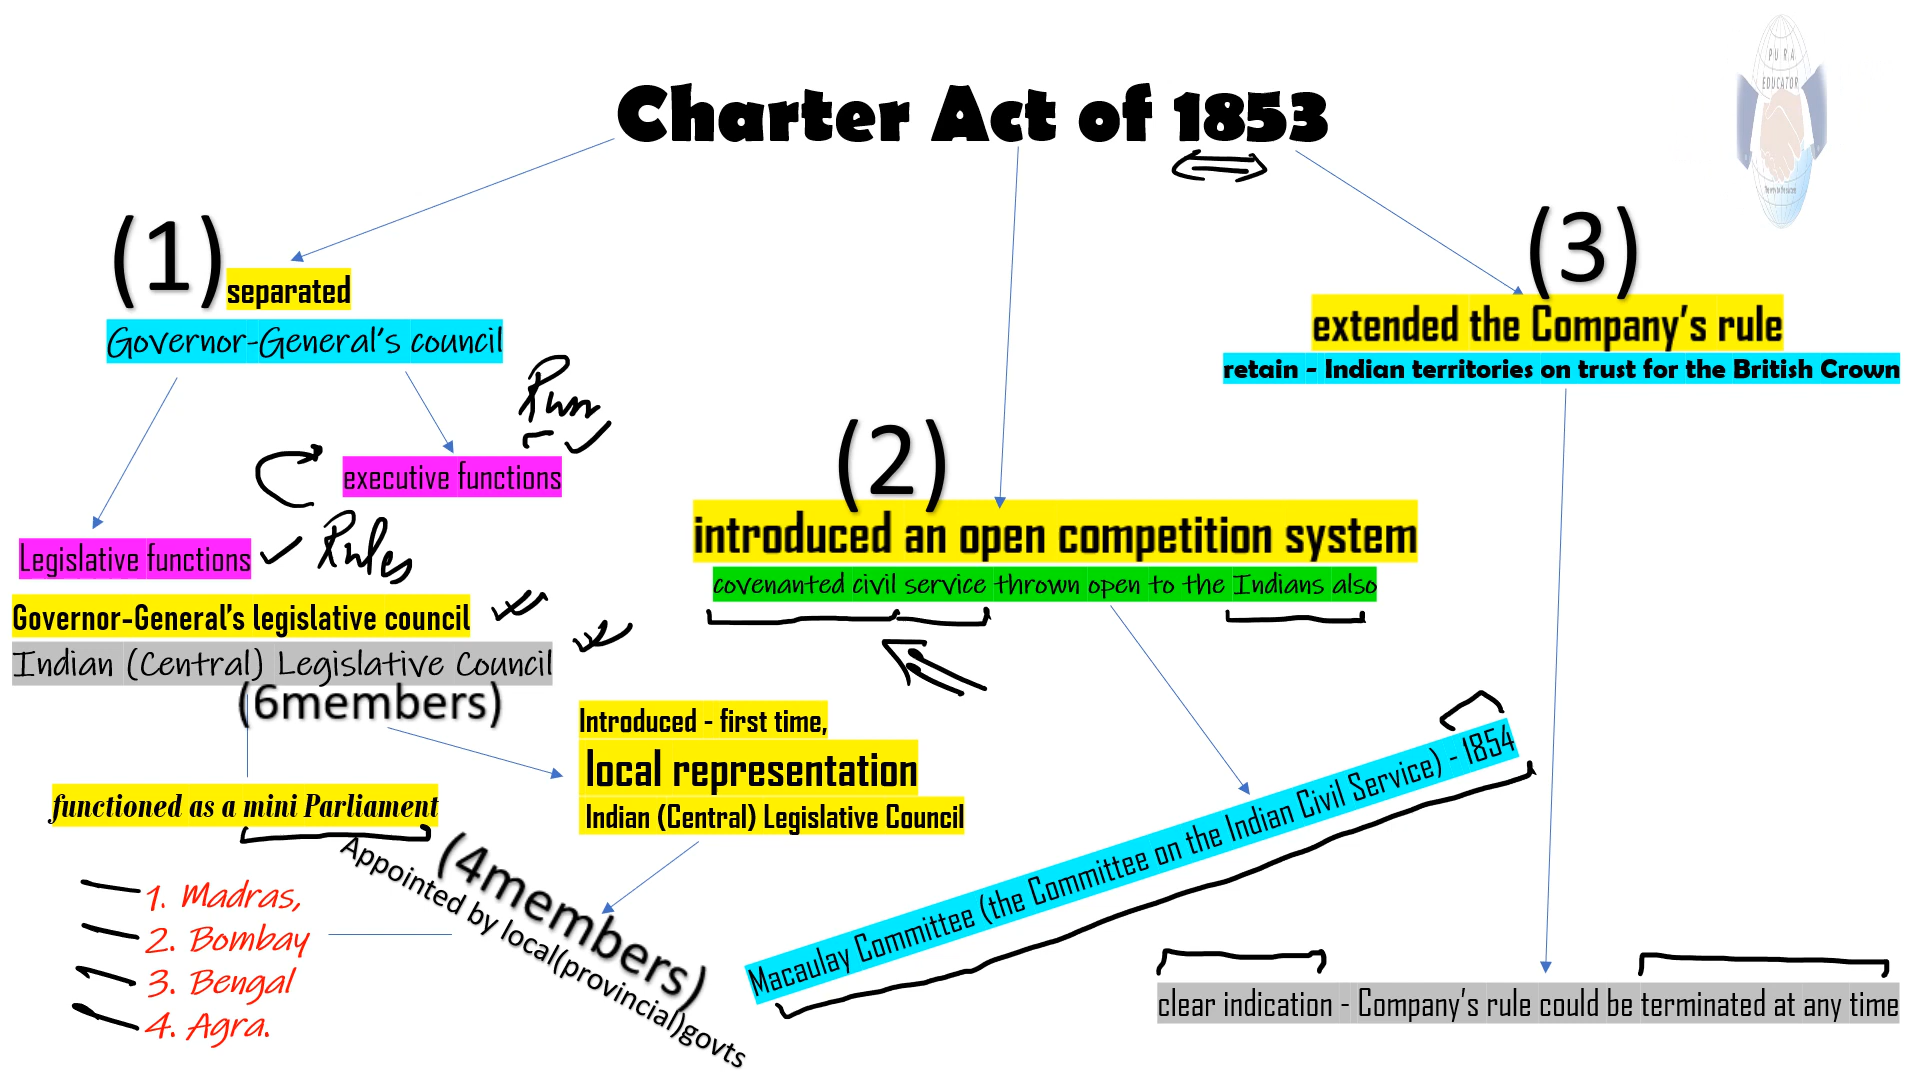 Charter Act of 1853
PURA
EDUCATOR
(1)
separated
Governor-General's council
executive functions
Legislative functions
Rules
Governor-General's legislative council
Indian (Central) Legislative Council
(6members)
functioned as a mini Parliament
Introduced - first time,
local representation
Indian (Central) Legislative Council
(4members)
Appointed by local(provincial)govts
1. Madras,
2. Bombay
3. Bengal
4. Agra.
(2)
introduced an open competition system
covenanted civil service thrown open to the Indians also
Macaulay Committee (the Committee on the Indian Civil Service) - 1854
(3)
extended the Company's rule
retain - Indian territories on trust for the British Crown
clear indication - Company's rule could be terminated at any time